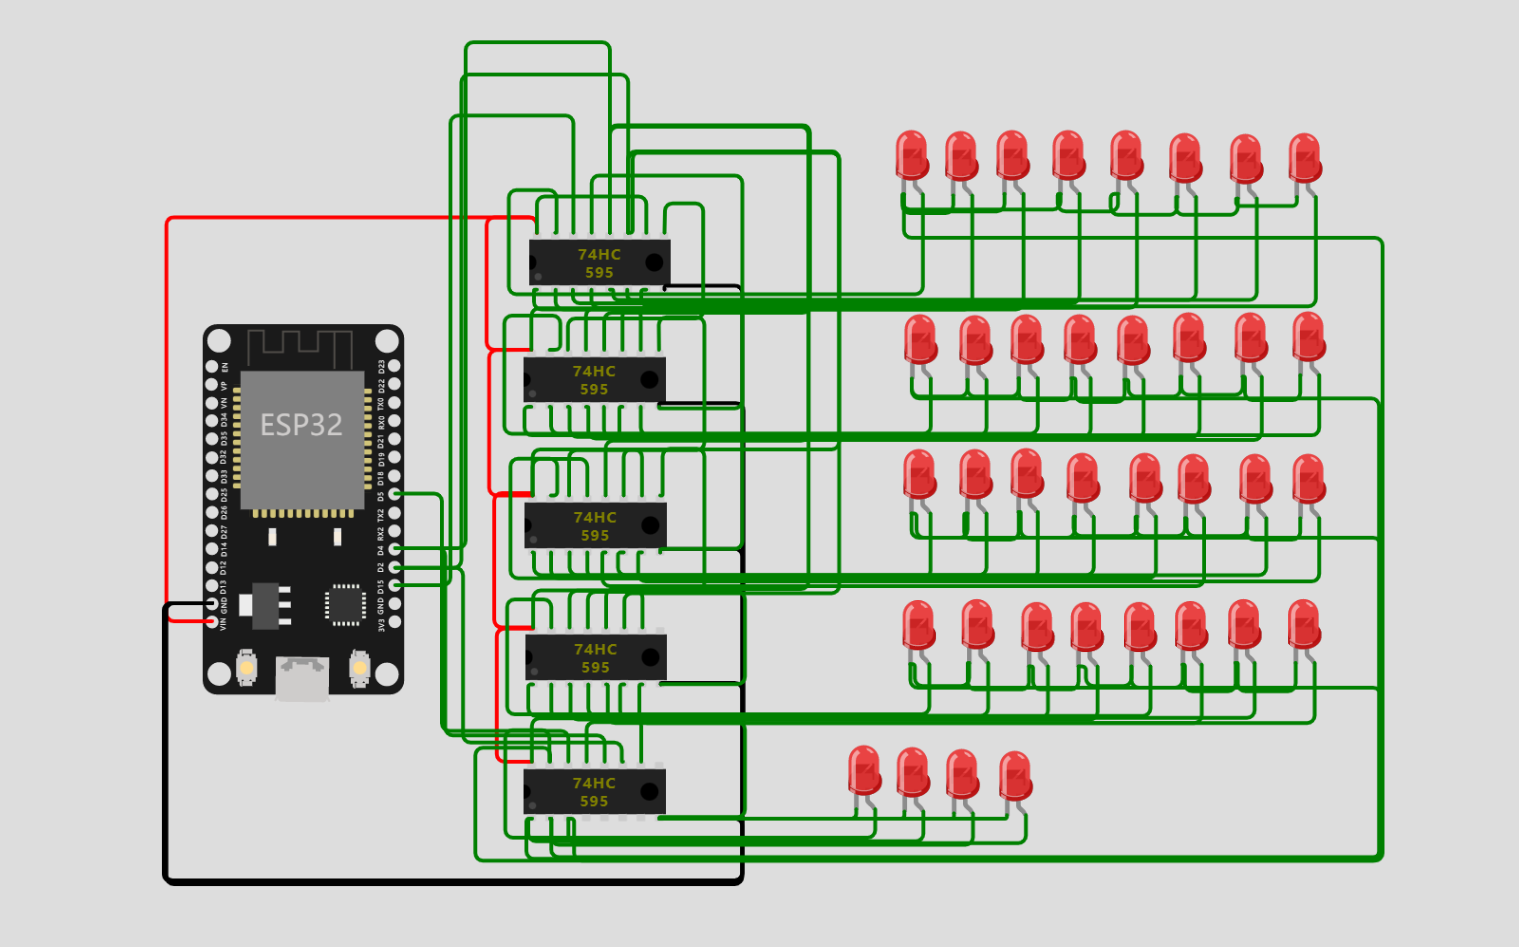 ESP32
EN
VP
VN
D34
D35
D32
D33
D25
D26
D27
D14
D12
D13
GND
VIN
D23
D22
TX0
RX0
D21
D19
D18
D5
TX2
RX2
D4
D2
D15
GND
3V3
74HC
595
74HC
595
74HC
595
74HC
595
74HC
595